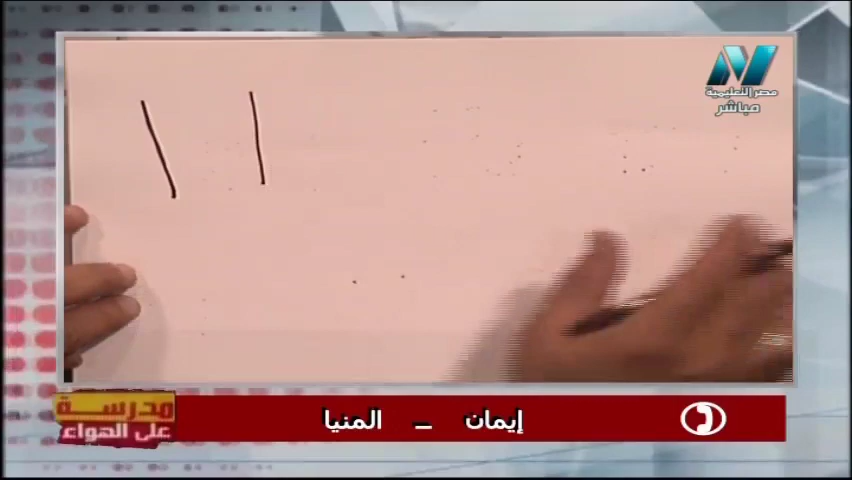 مصر التعليمية
مباشر
إيمان - المنيا
مدرسة
على الهواء